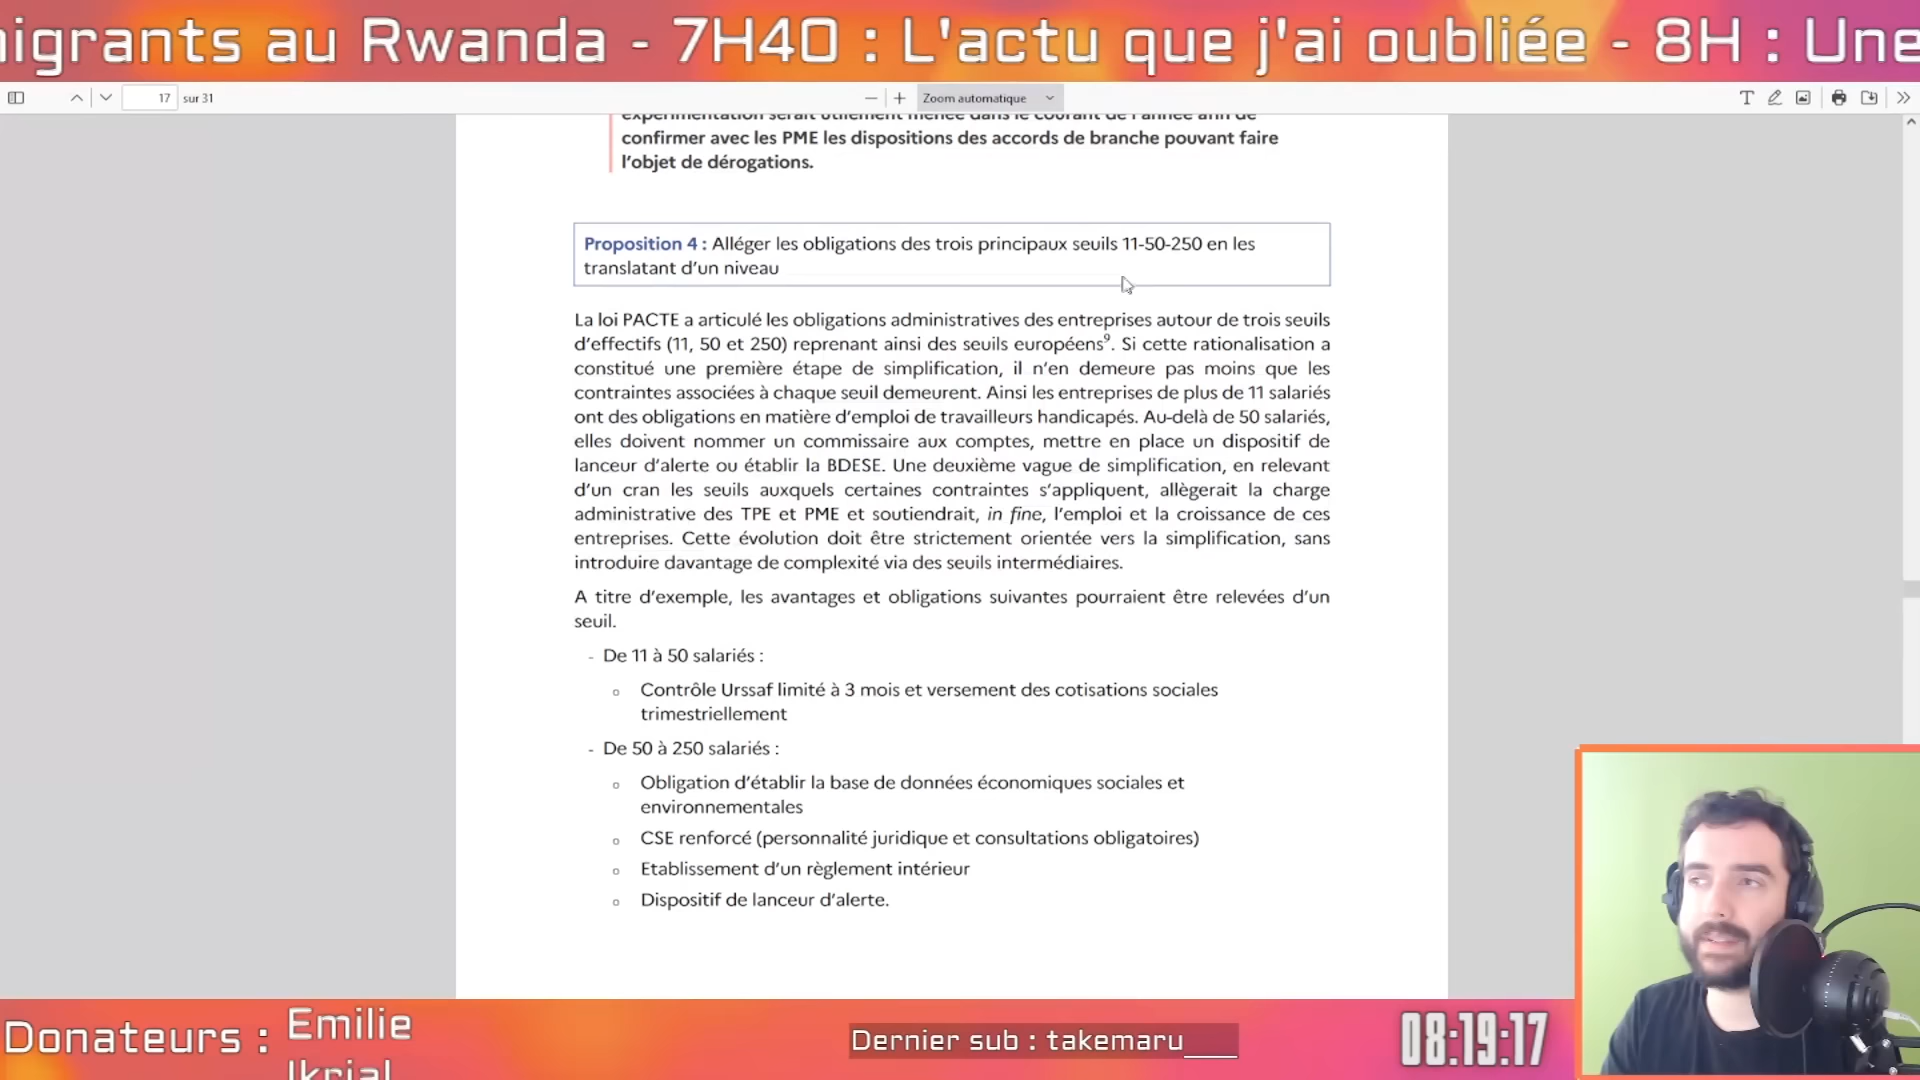 migrants au Rwanda - 7H40 : L'actu que j'ai oubliée - 8H : Une
17 sur 31
Zoom automatique
expérimentation serait utilement menée dans le courant de l'année afin de
confirmer avec les PME les dispositions des accords de branche pouvant faire
l'objet de dérogations.
Proposition 4 : Alléger les obligations des trois principaux seuils 11-50-250 en les
translatant d'un niveau
La loi PACTE a articulé les obligations administratives des entreprises autour de trois seuils
d'effectifs (11, 50 et 250) reprenant ainsi des seuils européens⁹. Si cette rationalisation a
constitué une première étape de simplification, il n'en demeure pas moins que les
contraintes associées à chaque seuil demeurent. Ainsi les entreprises de plus de 11 salariés
ont des obligations en matière d'emploi de travailleurs handicapés. Au-delà de 50 salariés,
elles doivent nommer un commissaire aux comptes, mettre en place un dispositif de
lanceur d'alerte ou établir la BDESE. Une deuxième vague de simplification, en relevant
d'un cran les seuils auxquels certaines contraintes s'appliquent, allègerait la charge
administrative des TPE et PME et soutiendrait, in fine, l'emploi et la croissance de ces
entreprises. Cette évolution doit être strictement orientée vers la simplification, sans
introduire davantage de complexité via des seuils intermédiaires.
A titre d'exemple, les avantages et obligations suivantes pourraient être relevées d'un
seuil.
- De 11 à 50 salariés :
o Contrôle Urssaf limité à 3 mois et versement des cotisations sociales
trimestriellement
- De 50 à 250 salariés :
o Obligation d'établir la base de données économiques sociales et
environnementales
o CSE renforcé (personnalité juridique et consultations obligatoires)
o Etablissement d'un règlement intérieur
o Dispositif de lanceur d'alerte.
Donateurs : Emilie
Ikrial
Dernier sub : takemaru___
08:19:17